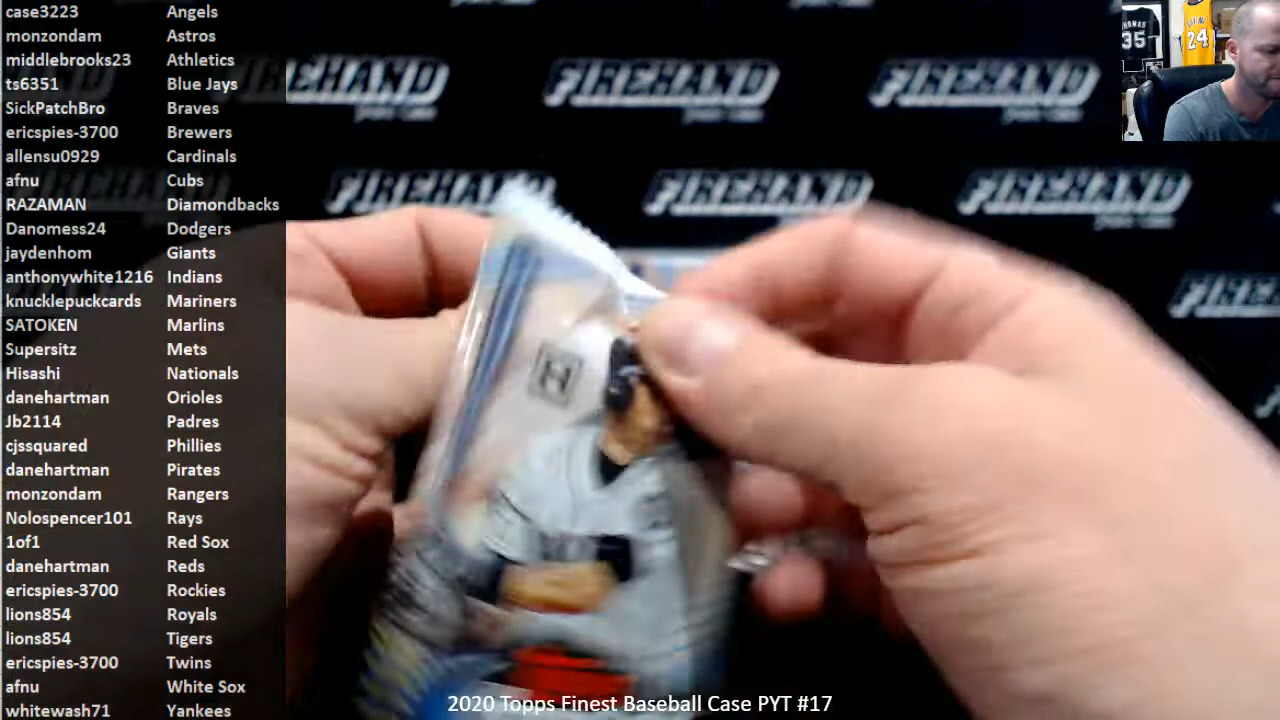 case3223 Angels
monzondam Astros
middlebrooks23 Athletics
ts6351 Blue Jays
SickPatchBro Braves
ericspies-3700 Brewers
allensu0929 Cardinals
afnu Cubs
RAZAMAN Diamondbacks
Danomess24 Dodgers
jaydenhom Giants
anthonywhite1216 Indians
knucklepuckcards Mariners
SATOKEN Marlins
Supersitz Mets
Hisashi Nationals
danehartman Orioles
Jb2114 Padres
cjssquared Phillies
danehartman Pirates
monzondam Rangers
Nolospencer101 Rays
1of1 Red Sox
danehartman Reds
ericspies-3700 Rockies
lions854 Royals
lions854 Tigers
ericspies-3700 Twins
afnu White Sox
whitewash71 Yankees
FIREHAND FIREHAND FIREHAND
FIREHAND FIREHAND FIREHAND
FIREHAND
35
24
2020 Topps Finest Baseball Case PYT #17